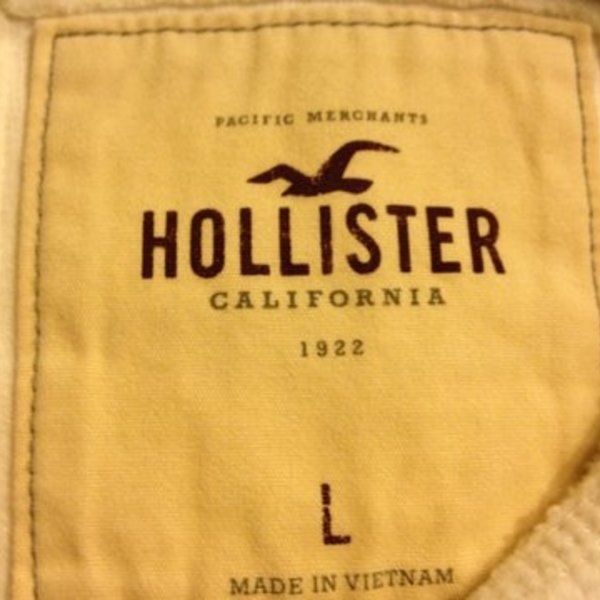 PACIFIC MERCHANTS
HOLLISTER
CALIFORNIA
1922
L
MADE IN VIETNAM